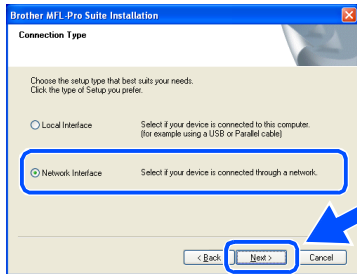 Brother MFL-Pro Suite Installation
Connection Type
Choose the setup type that best suits your needs.
Click the type of Setup you prefer.
Local Interface
Select if your device is connected to this computer.
(for example using a USB or Parallel cable)
Network Interface
Select if your device is connected through a network.
< Back
Next >
Cancel